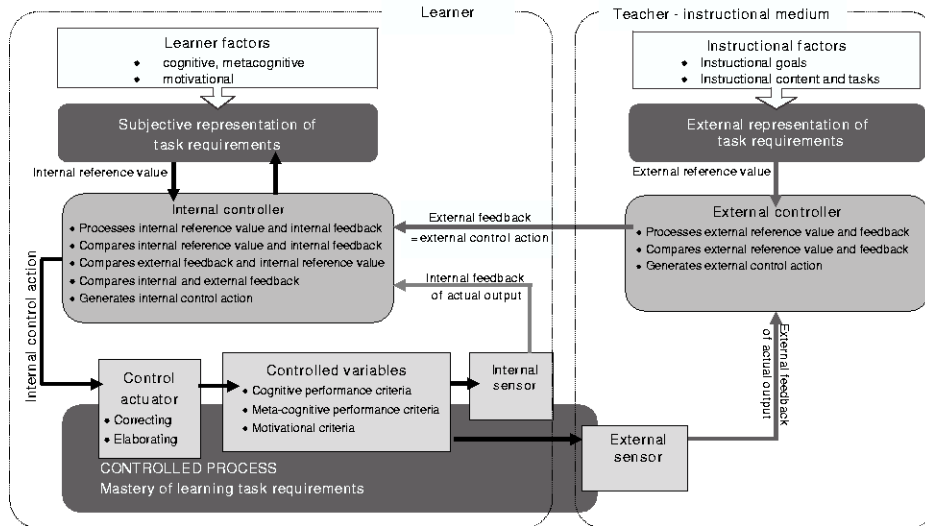 Learner
Teacher - instructional medium
Learner factors
• cognitive, metacognitive
• motivational
Instructional factors
• Instructional goals
• Instructional content and tasks
Subjective representation of
task requirements
External representation of
task requirements
Internal reference value
External reference value
Internal controller
• Processes internal reference value and internal feedback
• Compares internal reference value and internal feedback
• Compares external feedback and internal reference value
• Compares internal and external feedback
• Generates internal control action
External feedback
= external control action
External controller
• Processes external reference value and feedback
• Compares external reference value and feedback
• Generates external control action
Internal feedback
of actual output
Internal control action
External feedback
of actual output
Control
actuator
• Correcting
• Elaborating
Controlled variables
• Cognitive performance criteria
• Meta-cognitive performance criteria
• Motivational criteria
Internal
sensor
External
sensor
CONTROLLED PROCESS
Mastery of learning task requirements